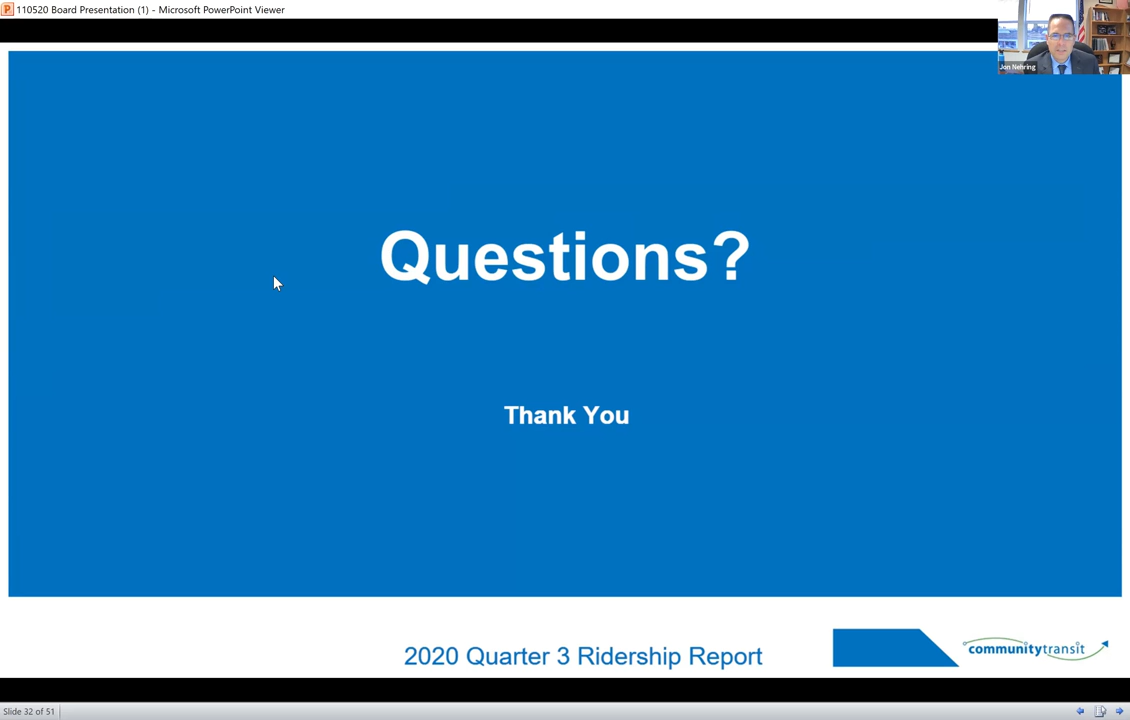 110520 Board Presentation (1) - Microsoft PowerPoint Viewer
Jon Nehring
Questions?
Thank You
2020 Quarter 3 Ridership Report
communitytransit
Slide 32 of 51